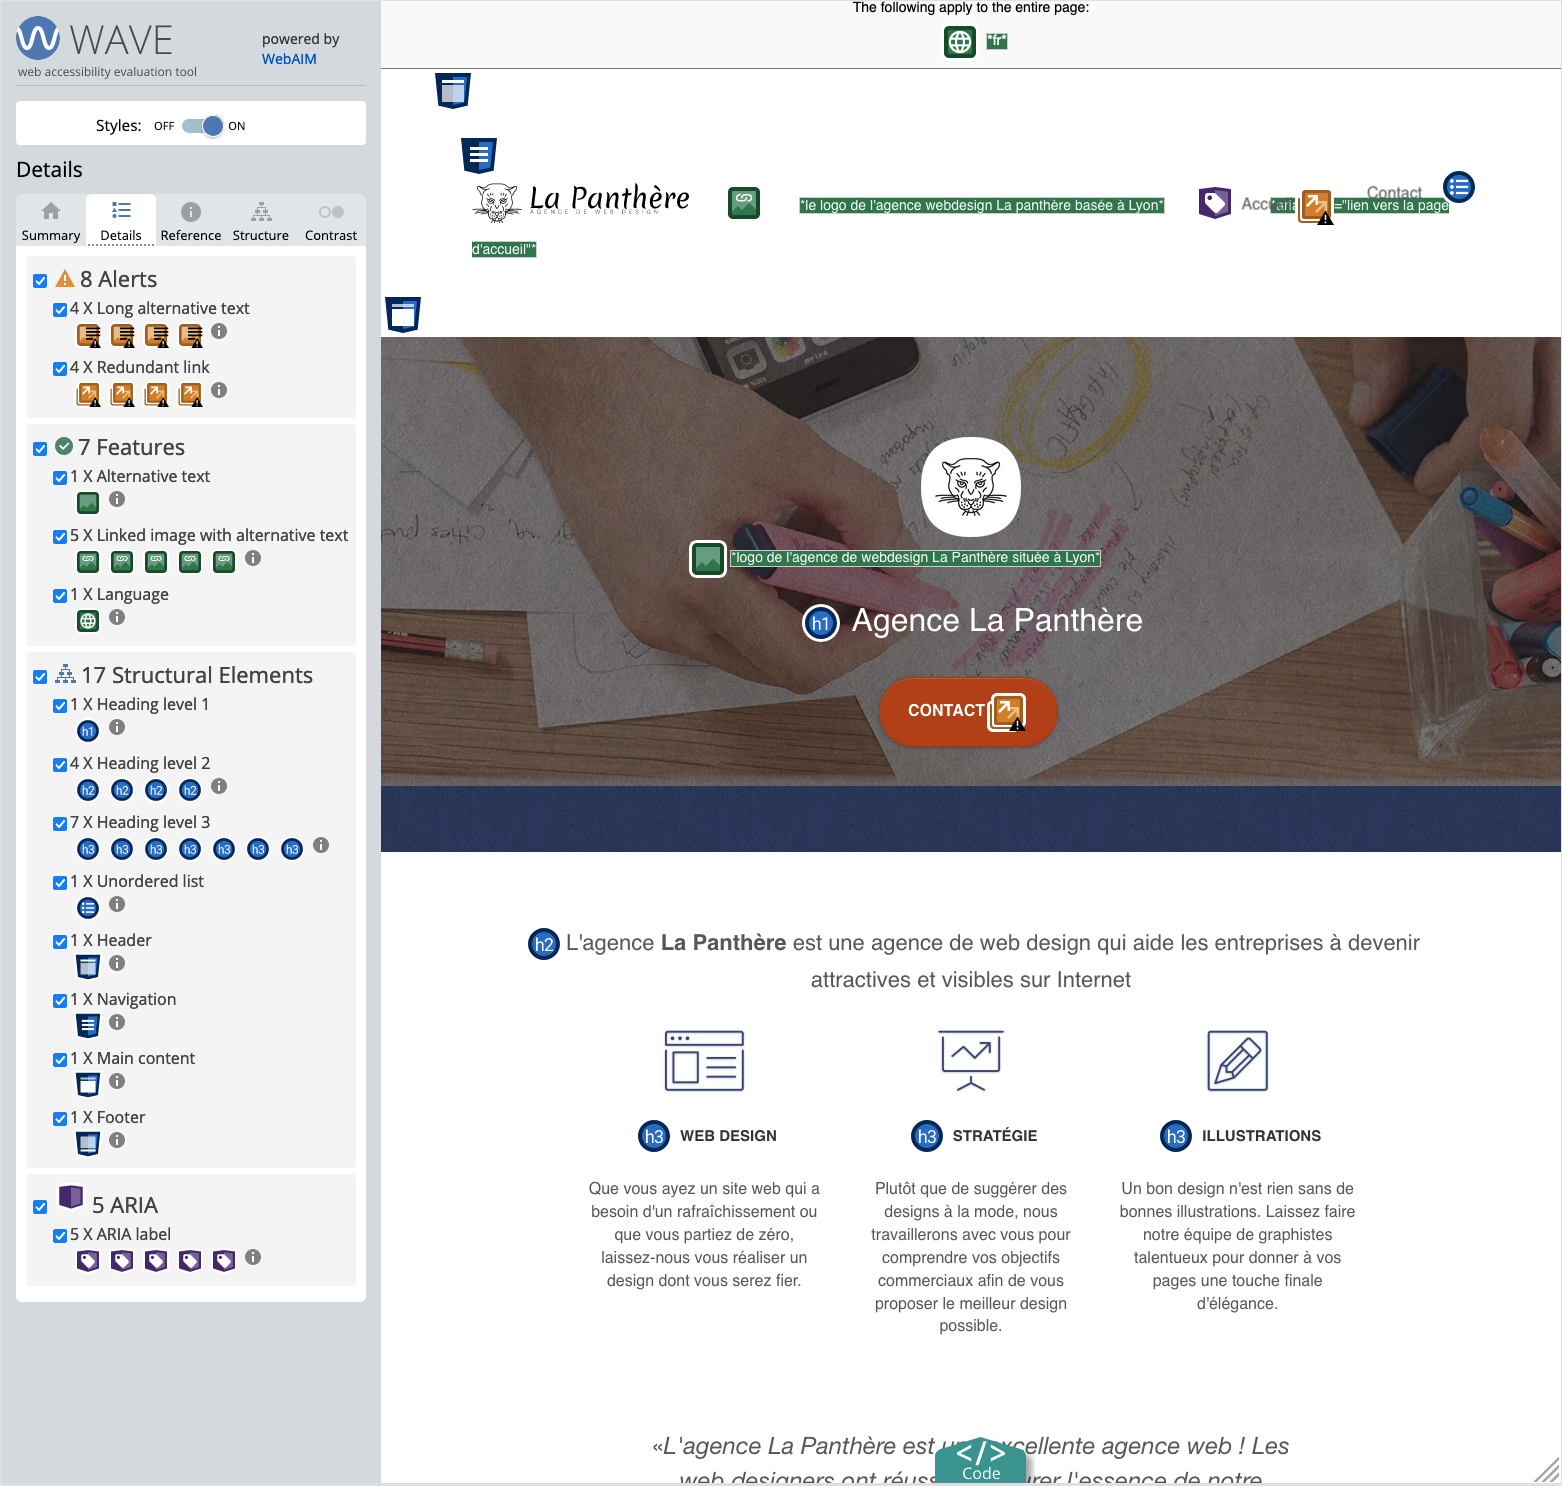 WAVE
web accessibility evaluation tool
powered by
WebAIM
Styles: OFF ON
Details
Summary Details Reference Structure Contrast
8 Alerts
4 X Long alternative text
4 X Redundant link
7 Features
1 X Alternative text
5 X Linked image with alternative text
1 X Language
17 Structural Elements
1 X Heading level 1
h1
4 X Heading level 2
h2 h2 h2 h2
7 X Heading level 3
h3 h3 h3 h3 h3 h3 h3
1 X Unordered list
1 X Header
1 X Navigation
1 X Main content
1 X Footer
5 ARIA
5 X ARIA label
The following apply to the entire page:
*fr*
La Panthère
AGENCE DE WEB DESIGN
*le logo de l'agence webdesign La panthère basée à Lyon*
="lien vers la page
Contact
d'accueil"*
*logo de l'agence de webdesign La Panthère située à Lyon*
h1 Agence La Panthère
CONTACT
h2 L'agence La Panthère est une agence de web design qui aide les entreprises à devenir
attractives et visibles sur Internet
h3 WEB DESIGN
Que vous ayez un site web qui a
besoin d'un rafraîchissement ou
que vous partiez de zéro,
laissez-nous vous réaliser un
design dont vous serez fier.
h3 STRATÉGIE
Plutôt que de suggérer des
designs à la mode, nous
travaillerons avec vous pour
comprendre vos objectifs
commerciaux afin de vous
proposer le meilleur design
possible.
h3 ILLUSTRATIONS
Un bon design n'est rien sans de
bonnes illustrations. Laissez faire
notre équipe de graphistes
talentueux pour donner à vos
pages une touche finale
d'élégance.
«L'agence La Panthère est excellente agence web ! Les
web designers ont l'essence de notre
</> Code